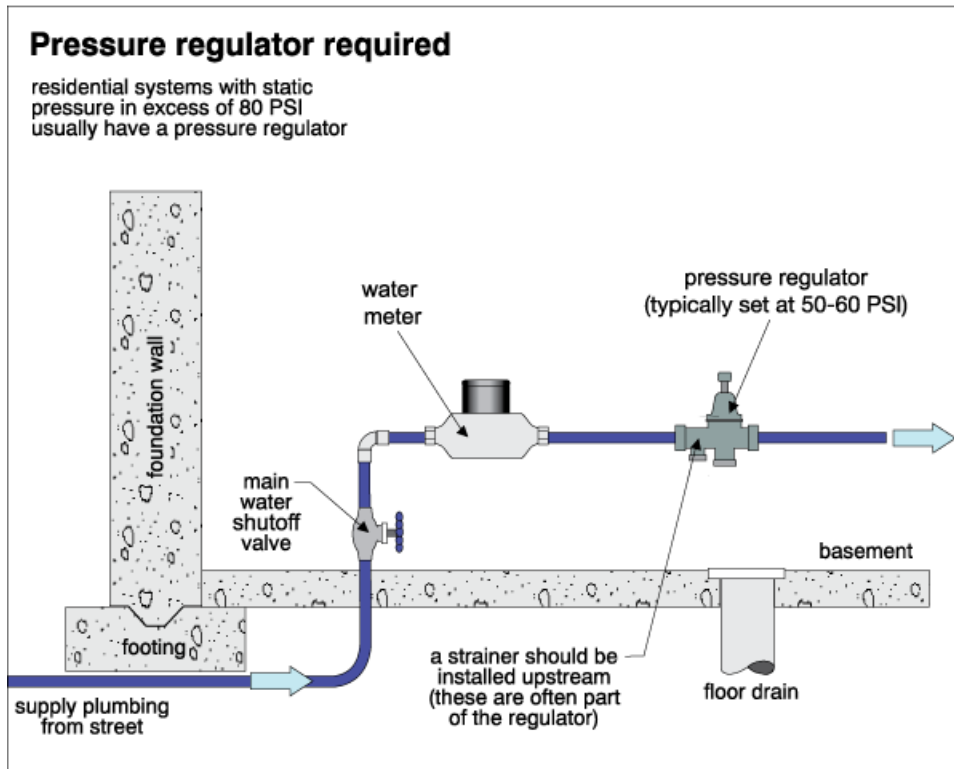 Pressure regulator required
residential systems with static
pressure in excess of 80 PSI
usually have a pressure regulator
foundation wall
water
meter
pressure regulator
(typically set at 50-60 PSI)
main
water
shutoff
valve
basement
footing
supply plumbing
from street
a strainer should be
installed upstream
(these are often part
of the regulator)
floor drain